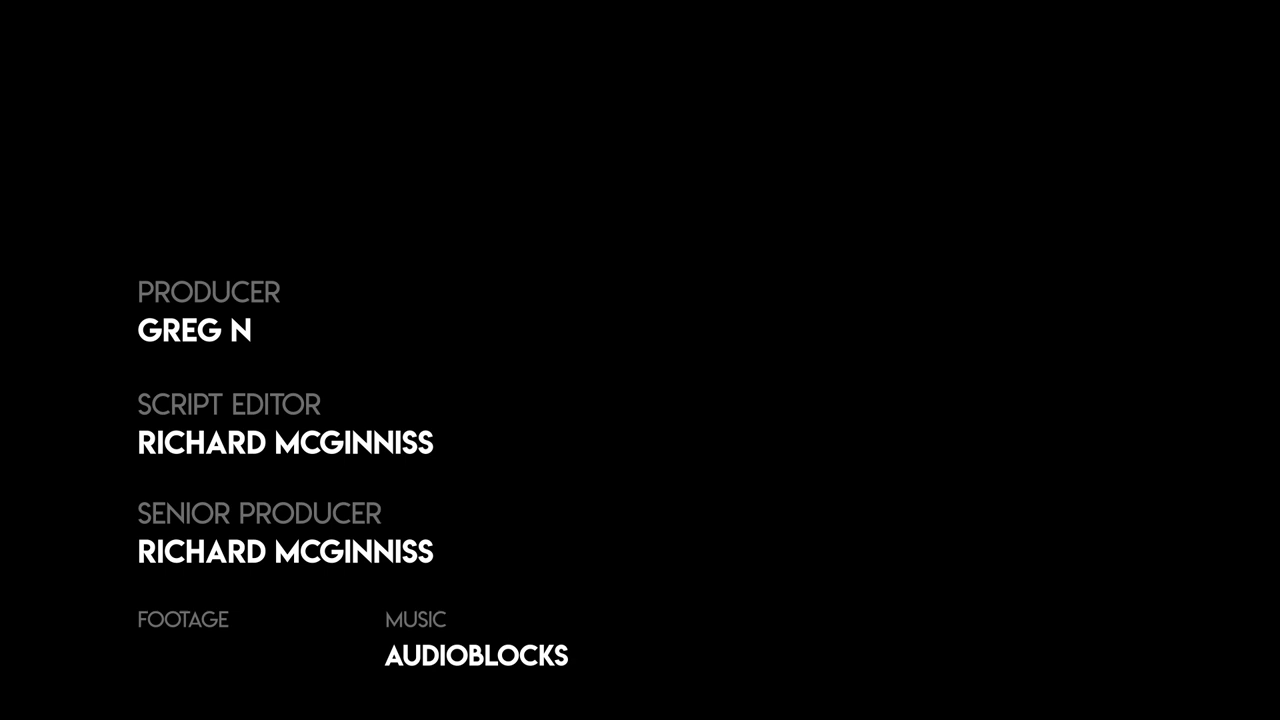 PRODUCER
GREG N
SCRIPT EDITOR
RICHARD MCGINNISS
SENIOR PRODUCER
RICHARD MCGINNISS
FOOTAGE
MUSIC
AUDIOBLOCKS